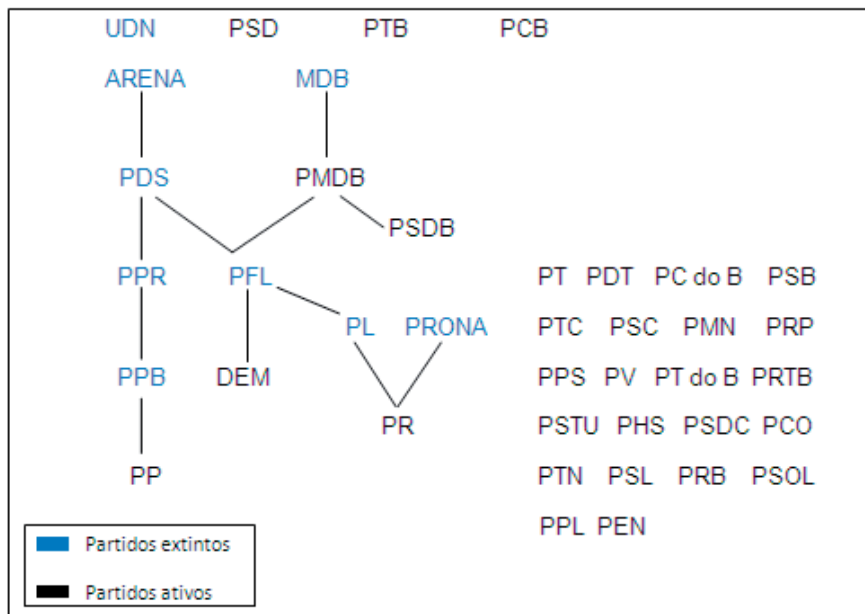 UDN PSD PTB PCB
ARENA MDB
PDS PMDB
PSDB
PPR PFL PT PDT PC do B PSB
PL PRONA PTC PSC PMN PRP
PPB DEM PPS PV PT do B PRTB
PR PSTU PHS PSDC PCO
PP PTN PSL PRB PSOL
PPL PEN
Partidos extintos
Partidos ativos